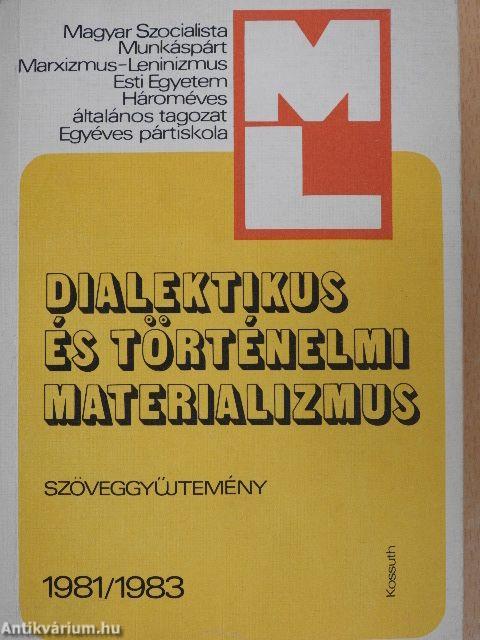 Magyar Szocialista
Munkáspárt
Marxizmus-Leninizmus
Esti Egyetem
Hároméves
általános tagozat
Egyéves pártiskola
M
L
DIALEKTIKUS
ÉS TÖRTÉNELMI
MATERIALIZMUS
SZÖVEGGYŰJTEMÉNY
1981/1983
Kossuth
Antikvárium.hu